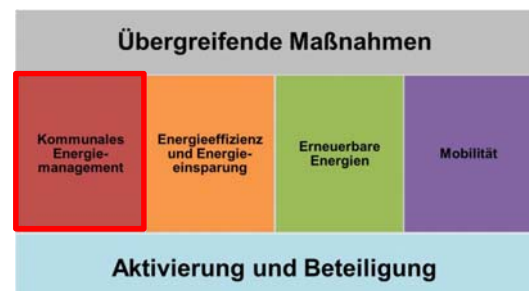 Übergreifende Maßnahmen
Kommunales
Energie-
management
Energieeffizienz
und Energie-
einsparung
Erneuerbare
Energien
Mobilität
Aktivierung und Beteiligung